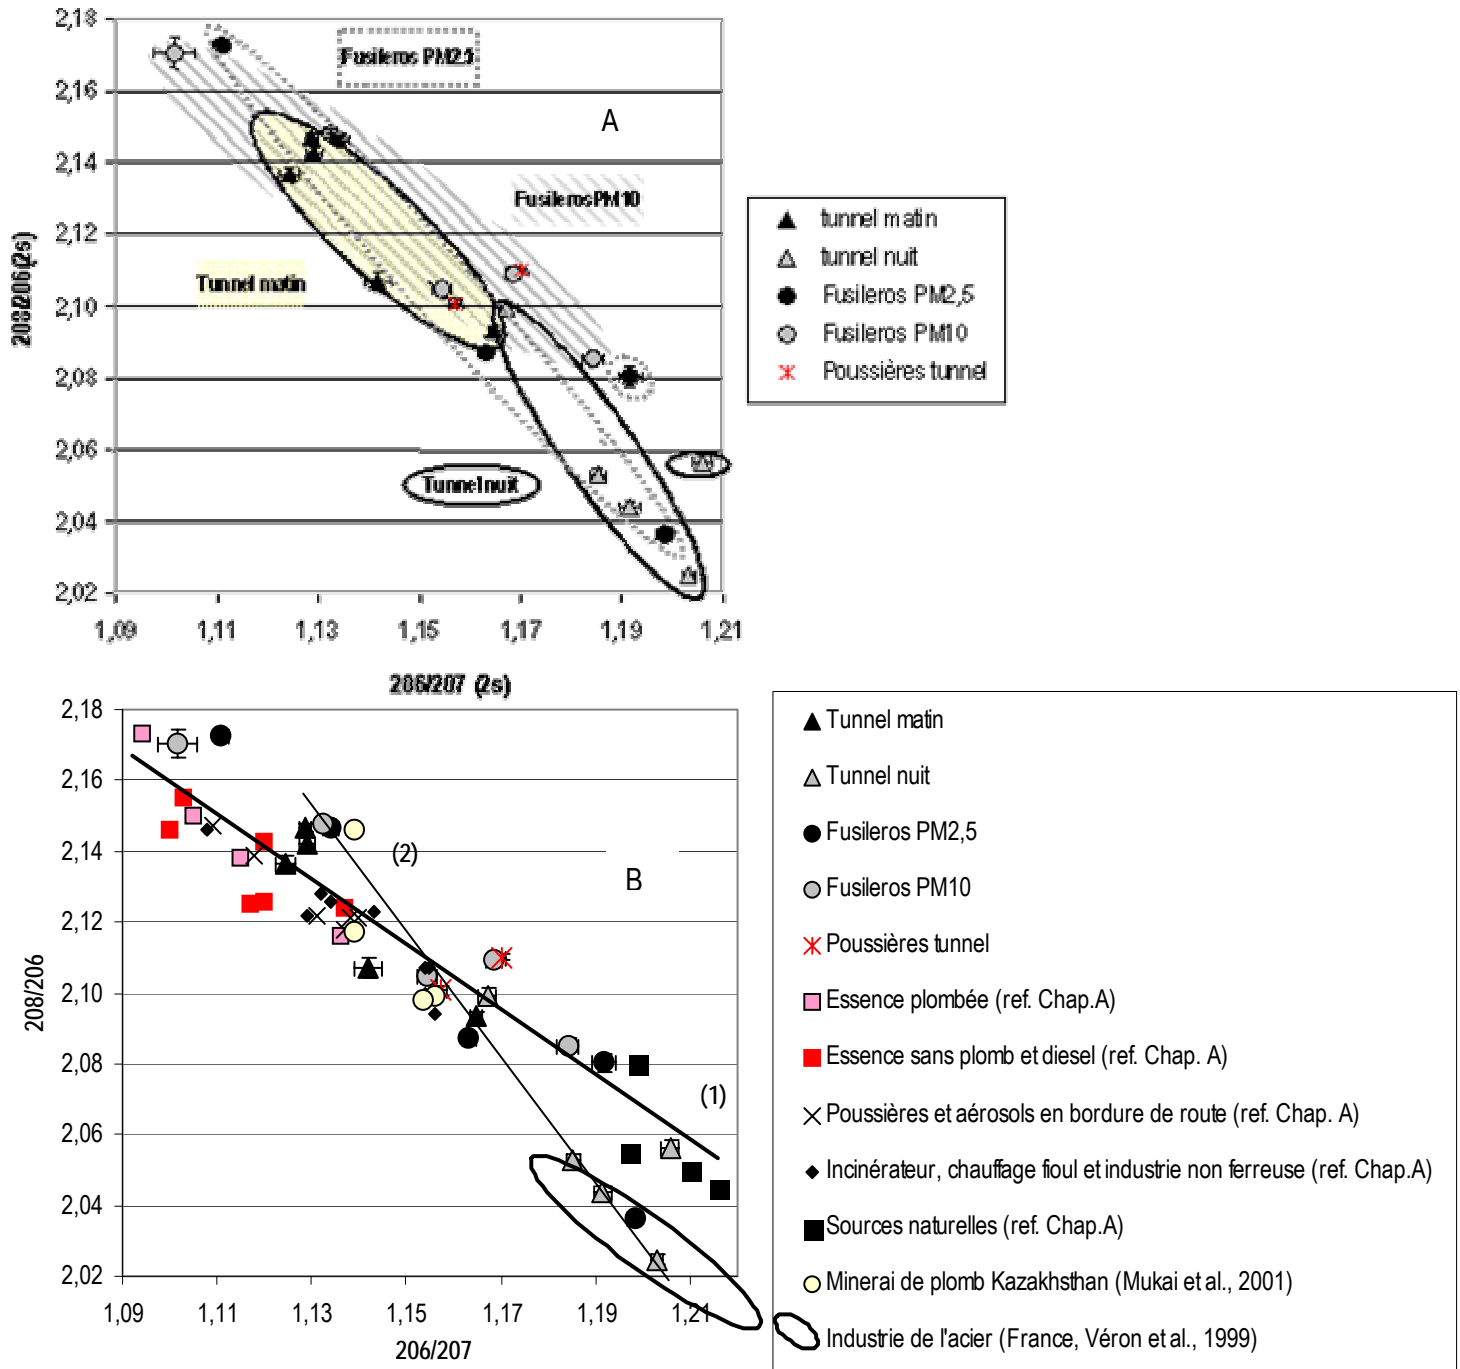 2,18
2,16
2,14
2,12
2,10
2,08
2,06
2,04
2,02
208/206(2s)
1,09 1,11 1,13 1,15 1,17 1,19 1,21
206/207 (2s)
Fusileros PM2,5
A
FusilerosPM10
Tunnel matin
Tunnel nuit
tunnel matin
tunnel nuit
Fusileros PM2,5
Fusileros PM10
Poussières tunnel
2,18
2,16
2,14
2,12
2,10
2,08
2,06
2,04
2,02
208/206
1,09 1,11 1,13 1,15 1,17 1,19 1,21
206/207
(2)
B
(1)
Tunnel matin
Tunnel nuit
Fusileros PM2,5
Fusileros PM10
Poussières tunnel
Essence plombée (ref. Chap.A)
Essence sans plomb et diesel (ref. Chap. A)
Poussières et aérosols en bordure de route (ref. Chap. A)
Incinérateur, chauffage fioul et industrie non ferreuse (ref. Chap.A)
Sources naturelles (ref. Chap.A)
Minerai de plomb Kazakhsthan (Mukai et al., 2001)
Industrie de l'acier (France, Véron et al., 1999)